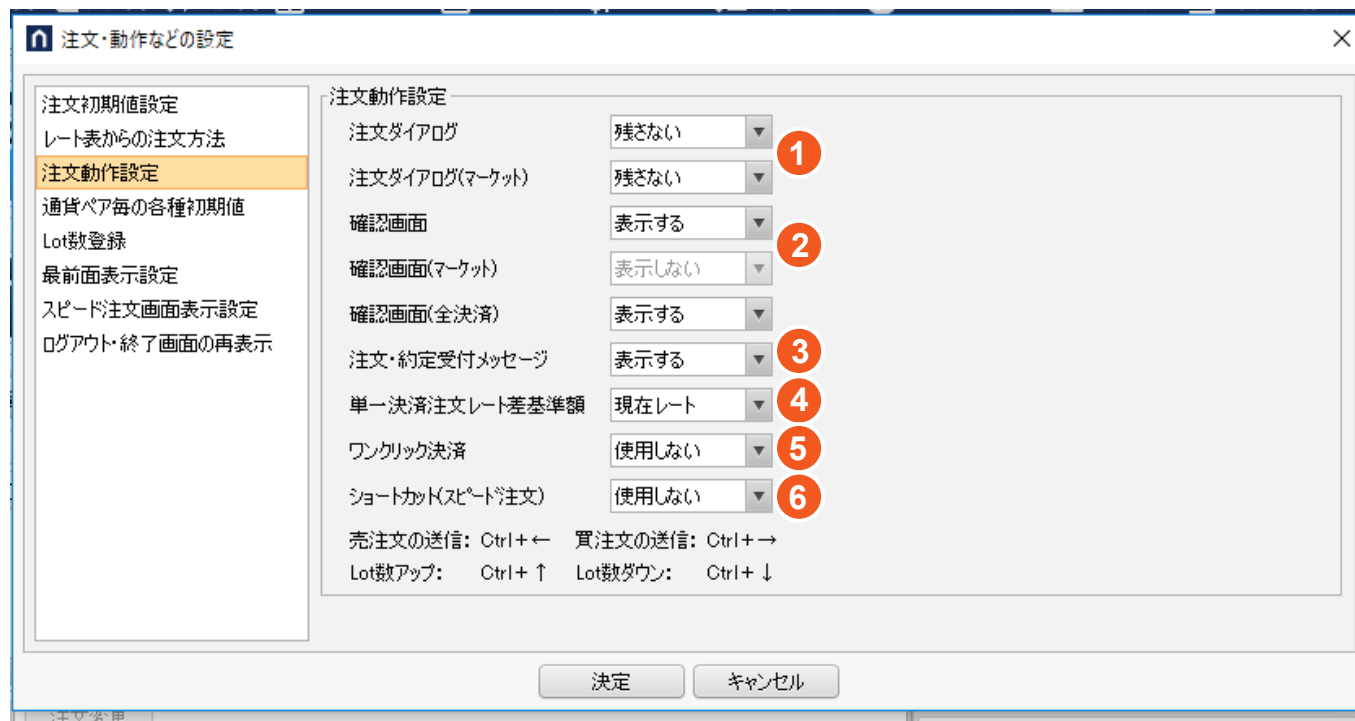 注文・動作などの設定
注文初期値設定
レート表からの注文方法
注文動作設定
通貨ペア毎の各種初期値
Lot数登録
最前面表示設定
スピード注文画面表示設定
ログアウト・終了画面の再表示
注文動作設定
注文ダイアログ 残さない
1
注文ダイアログ(マーケット) 残さない
確認画面 表示する
2
確認画面(マーケット) 表示しない
確認画面(全決済) 表示する
注文・約定受付メッセージ 表示する 3
単一決済注文レート差基準額 現在レート 4
ワンクリック決済 使用しない 5
ショートカット(スピード注文) 使用しない 6
売注文の送信: Ctrl+← 買注文の送信: Ctrl+→
Lot数アップ: Ctrl+↑ Lot数ダウン: Ctrl+↓
決定 キャンセル
注文変更